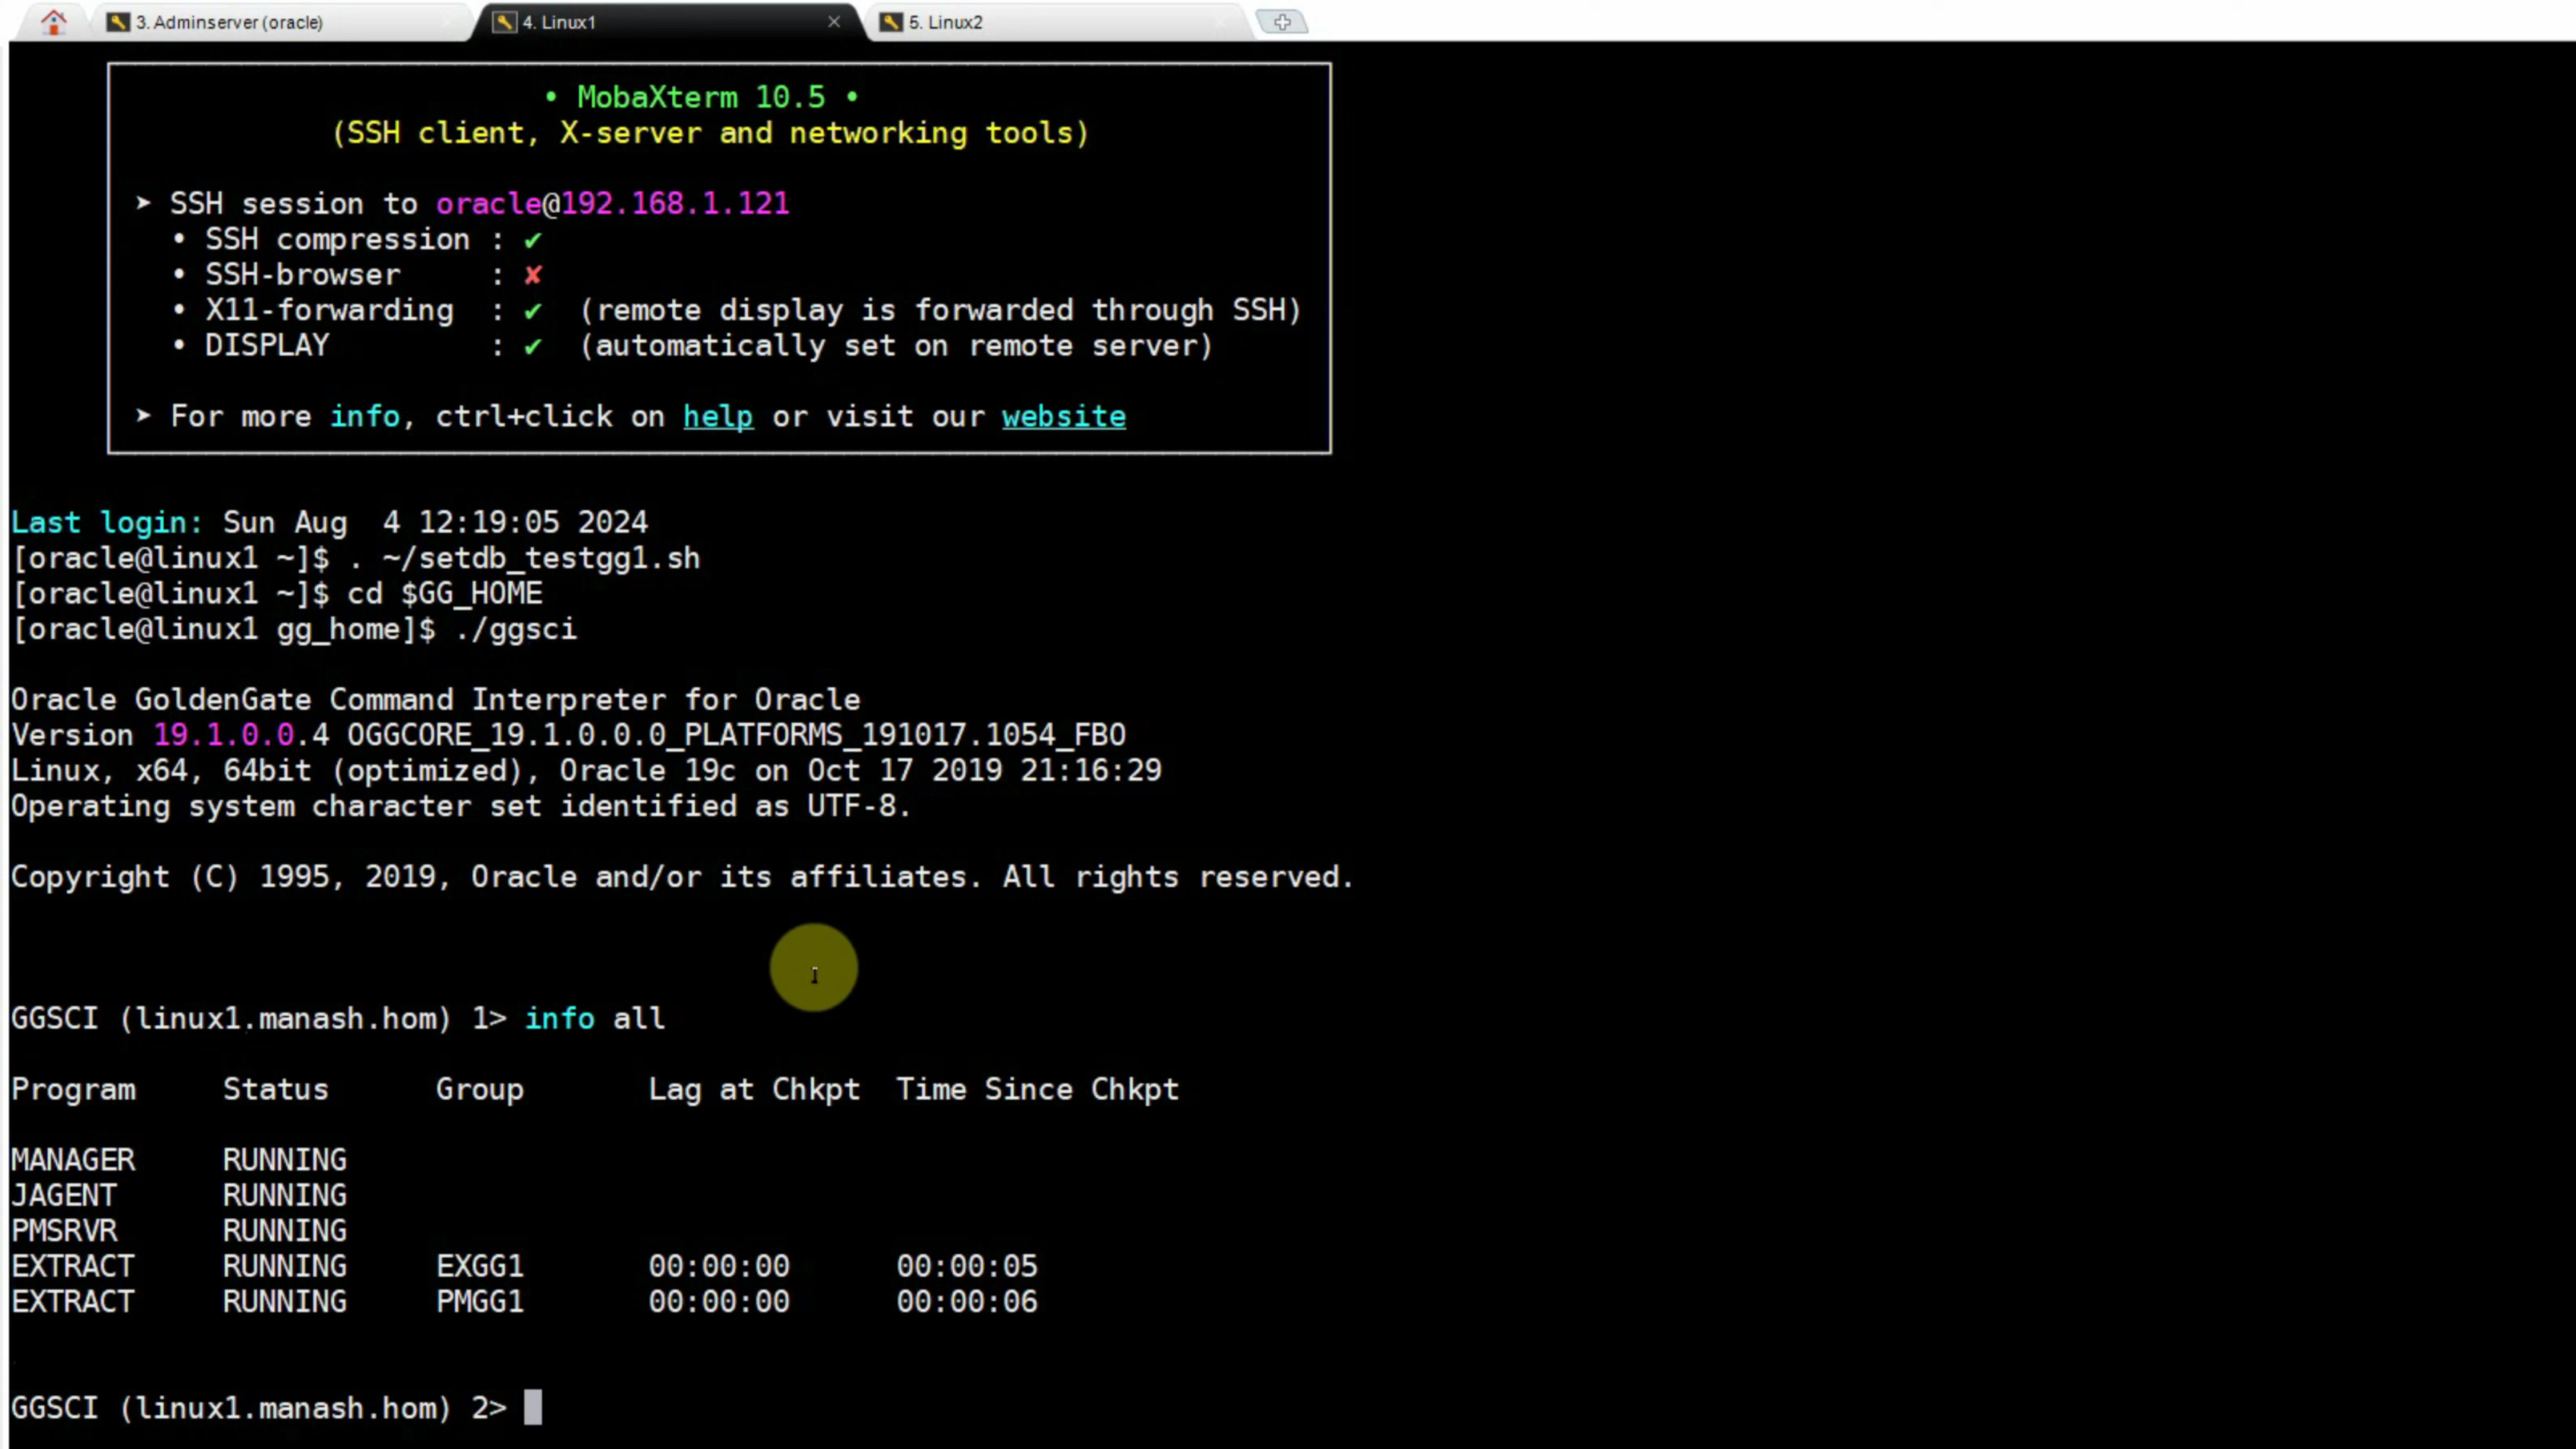 3. Adminserver (oracle)
4. Linux1
5. Linux2
• MobaXterm 10.5 •
(SSH client, X-server and networking tools)
➤ SSH session to oracle@192.168.1.121
• SSH compression : ✔
• SSH-browser     : ✘
• X11-forwarding  : ✔  (remote display is forwarded through SSH)
• DISPLAY         : ✔  (automatically set on remote server)
➤ For more info, ctrl+click on help or visit our website
Last login: Sun Aug  4 12:19:05 2024
[oracle@linux1 ~]$ . ~/setdb_testgg1.sh
[oracle@linux1 ~]$ cd $GG_HOME
[oracle@linux1 gg_home]$ ./ggsci
Oracle GoldenGate Command Interpreter for Oracle
Version 19.1.0.0.4 OGGCORE_19.1.0.0.0_PLATFORMS_191017.1054_FBO
Linux, x64, 64bit (optimized), Oracle 19c on Oct 17 2019 21:16:29
Operating system character set identified as UTF-8.
Copyright (C) 1995, 2019, Oracle and/or its affiliates. All rights reserved.
GGSCI (linux1.manash.hom) 1> info all
Program     Status      Group       Lag at Chkpt  Time Since Chkpt
MANAGER     RUNNING
JAGENT      RUNNING
PMSRVR      RUNNING
EXTRACT     RUNNING     EXGG1       00:00:00      00:00:05
EXTRACT     RUNNING     PMGG1       00:00:00      00:00:06
GGSCI (linux1.manash.hom) 2>